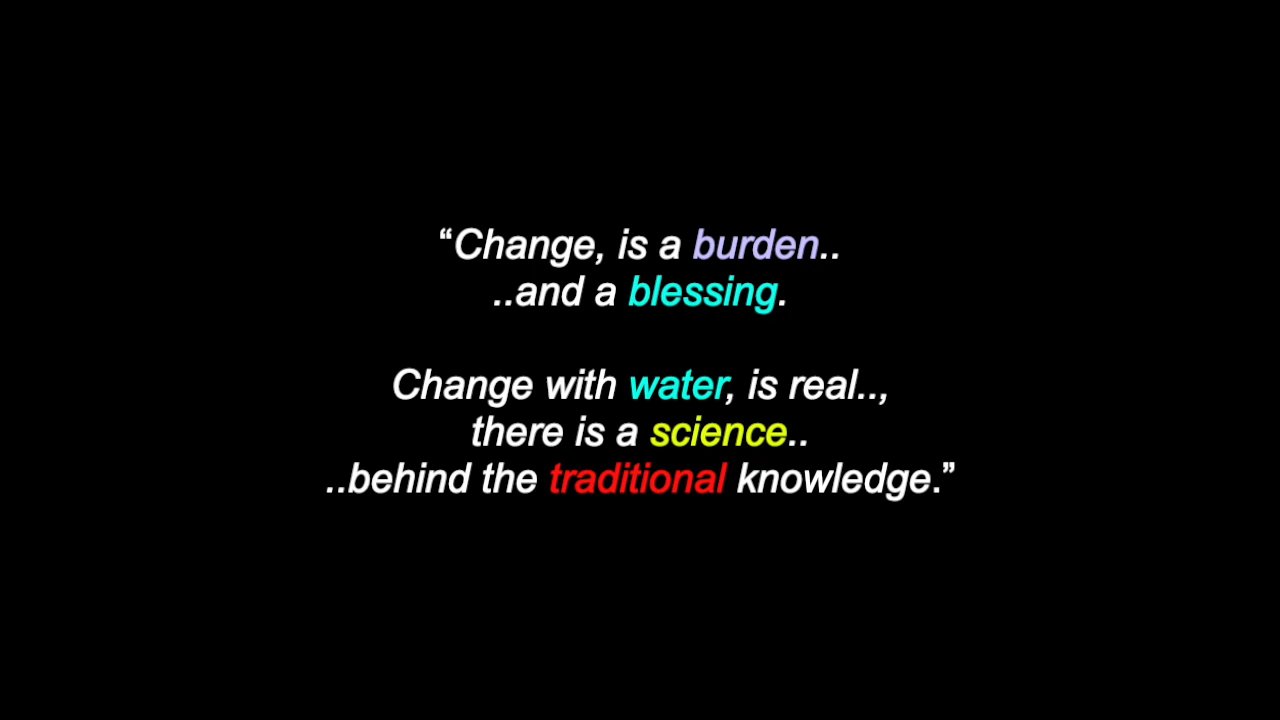 “Change, is a burden..
..and a blessing.
Change with water, is real..,
there is a science..
..behind the traditional knowledge.”